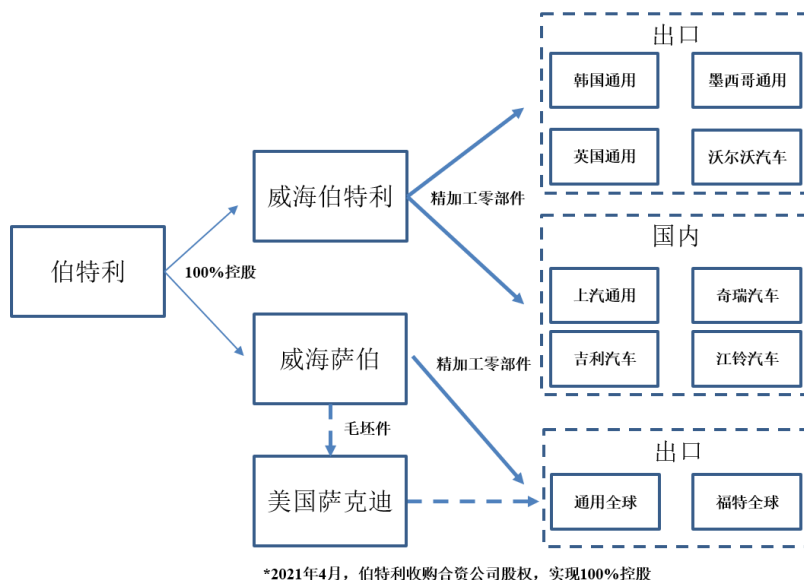 出口
韩国通用
墨西哥通用
英国通用
沃尔沃汽车
威海伯特利
精加工零部件
国内
伯特利
100%控股
上汽通用
奇瑞汽车
吉利汽车
江铃汽车
威海萨伯
精加工零部件
毛坯件
出口
美国萨克迪
通用全球
福特全球
*2021年4月，伯特利收购合资公司股权，实现100%控股